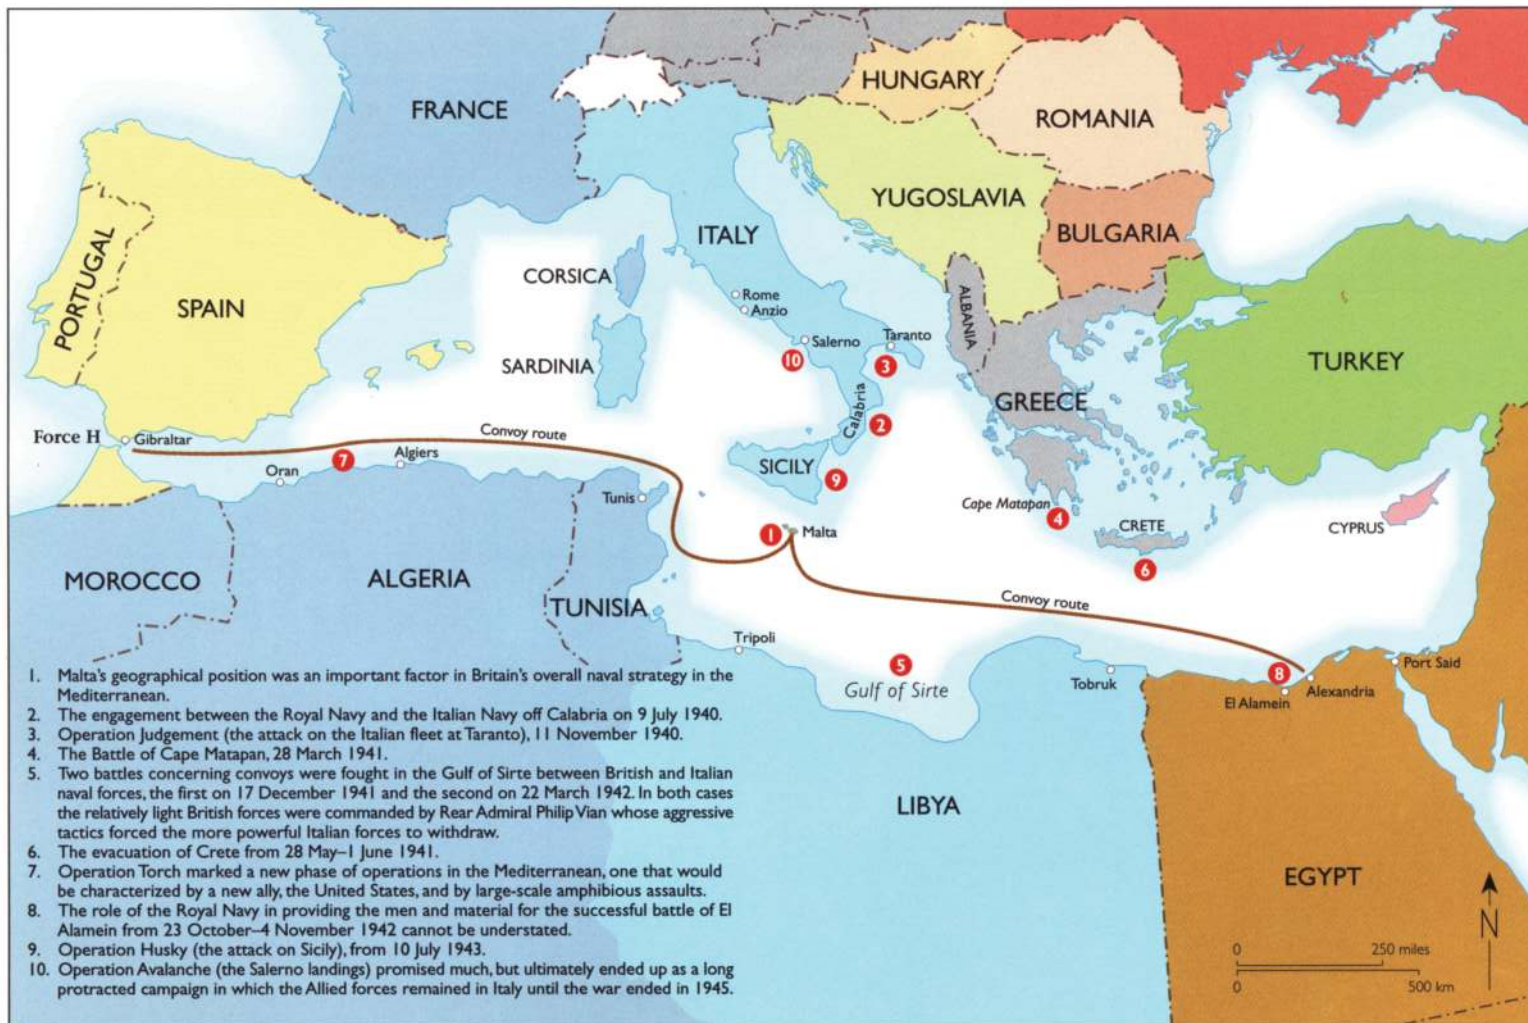 HUNGARY
FRANCE
ROMANIA
YUGOSLAVIA
BULGARIA
ITALY
PORTUGAL
SPAIN
CORSICA
ALBANIA
Rome
Anzio
Salerno
Taranto
10
3
SARDINIA
TURKEY
GREECE
Calabria
2
Force H
Gibraltar
Convoy route
7
Algiers
Oran
SICILY
9
Tunis
Cape Matapan
4
CRETE
CYPRUS
1
Malta
6
MOROCCO
ALGERIA
TUNISIA
Convoy route
Tripoli
5
Gulf of Sirte
Tobruk
8
El Alamein
Alexandria
Port Said
LIBYA
EGYPT
N
0
250 miles
0
500 km
1. Malta's geographical position was an important factor in Britain's overall naval strategy in the
Mediterranean.
2. The engagement between the Royal Navy and the Italian Navy off Calabria on 9 July 1940.
3. Operation Judgement (the attack on the Italian fleet at Taranto), 11 November 1940.
4. The Battle of Cape Matapan, 28 March 1941.
5. Two battles concerning convoys were fought in the Gulf of Sirte between British and Italian
naval forces, the first on 17 December 1941 and the second on 22 March 1942. In both cases
the relatively light British forces were commanded by Rear Admiral Philip Vian whose aggressive
tactics forced the more powerful Italian forces to withdraw.
6. The evacuation of Crete from 28 May–1 June 1941.
7. Operation Torch marked a new phase of operations in the Mediterranean, one that would
be characterized by a new ally, the United States, and by large-scale amphibious assaults.
8. The role of the Royal Navy in providing the men and material for the successful battle of El
Alamein from 23 October–4 November 1942 cannot be understated.
9. Operation Husky (the attack on Sicily), from 10 July 1943.
10. Operation Avalanche (the Salerno landings) promised much, but ultimately ended up as a long
protracted campaign in which the Allied forces remained in Italy until the war ended in 1945.